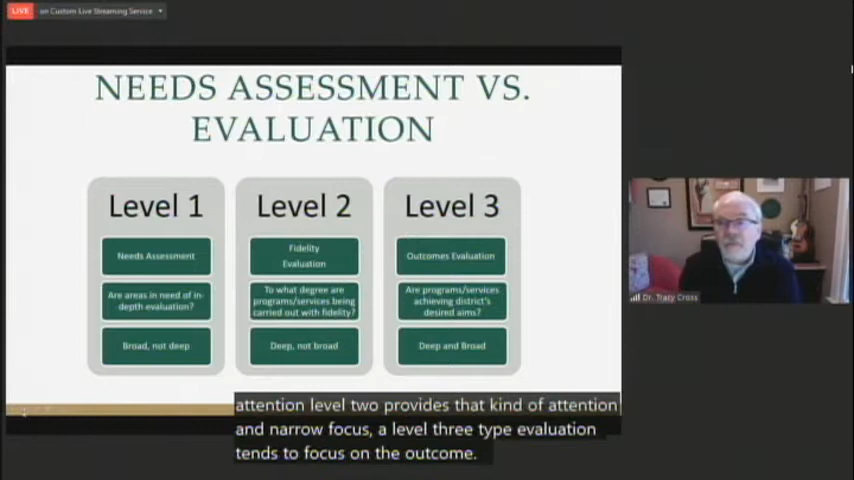 LIVE on Custom Live Streaming Service
NEEDS ASSESSMENT VS.
EVALUATION
Level 1
Needs Assessment
Are areas in need of in-
depth evaluation?
Broad, not deep
Level 2
Fidelity
Evaluation
To what degree are
programs/services being
carried out with fidelity?
Deep, not broad
Level 3
Outcomes Evaluation
Are programs/services
achieving district's
desired aims?
Deep and Broad
Dr. Tracy Cross
attention level two provides that kind of attention
and narrow focus, a level three type evaluation
tends to focus on the outcome.